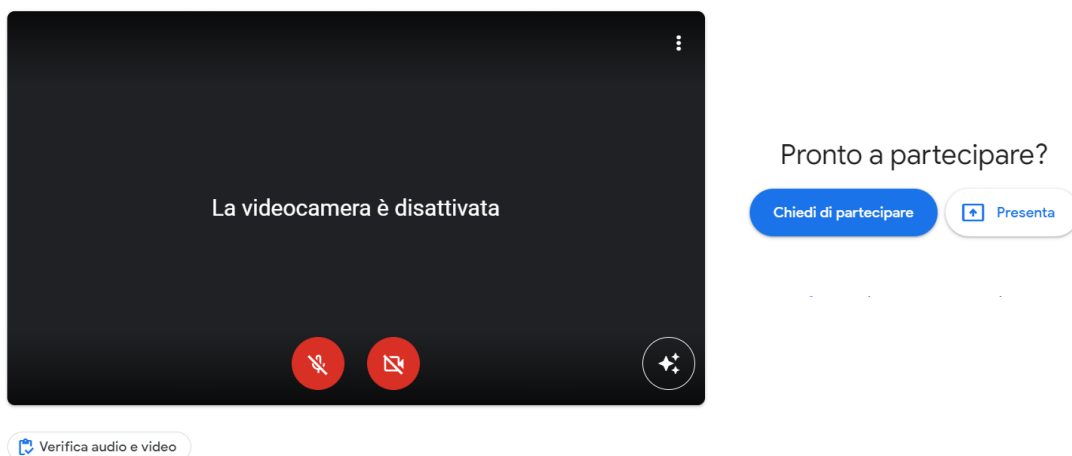 La videocamera è disattivata
Pronto a partecipare?
Chiedi di partecipare
Presenta
Verifica audio e video